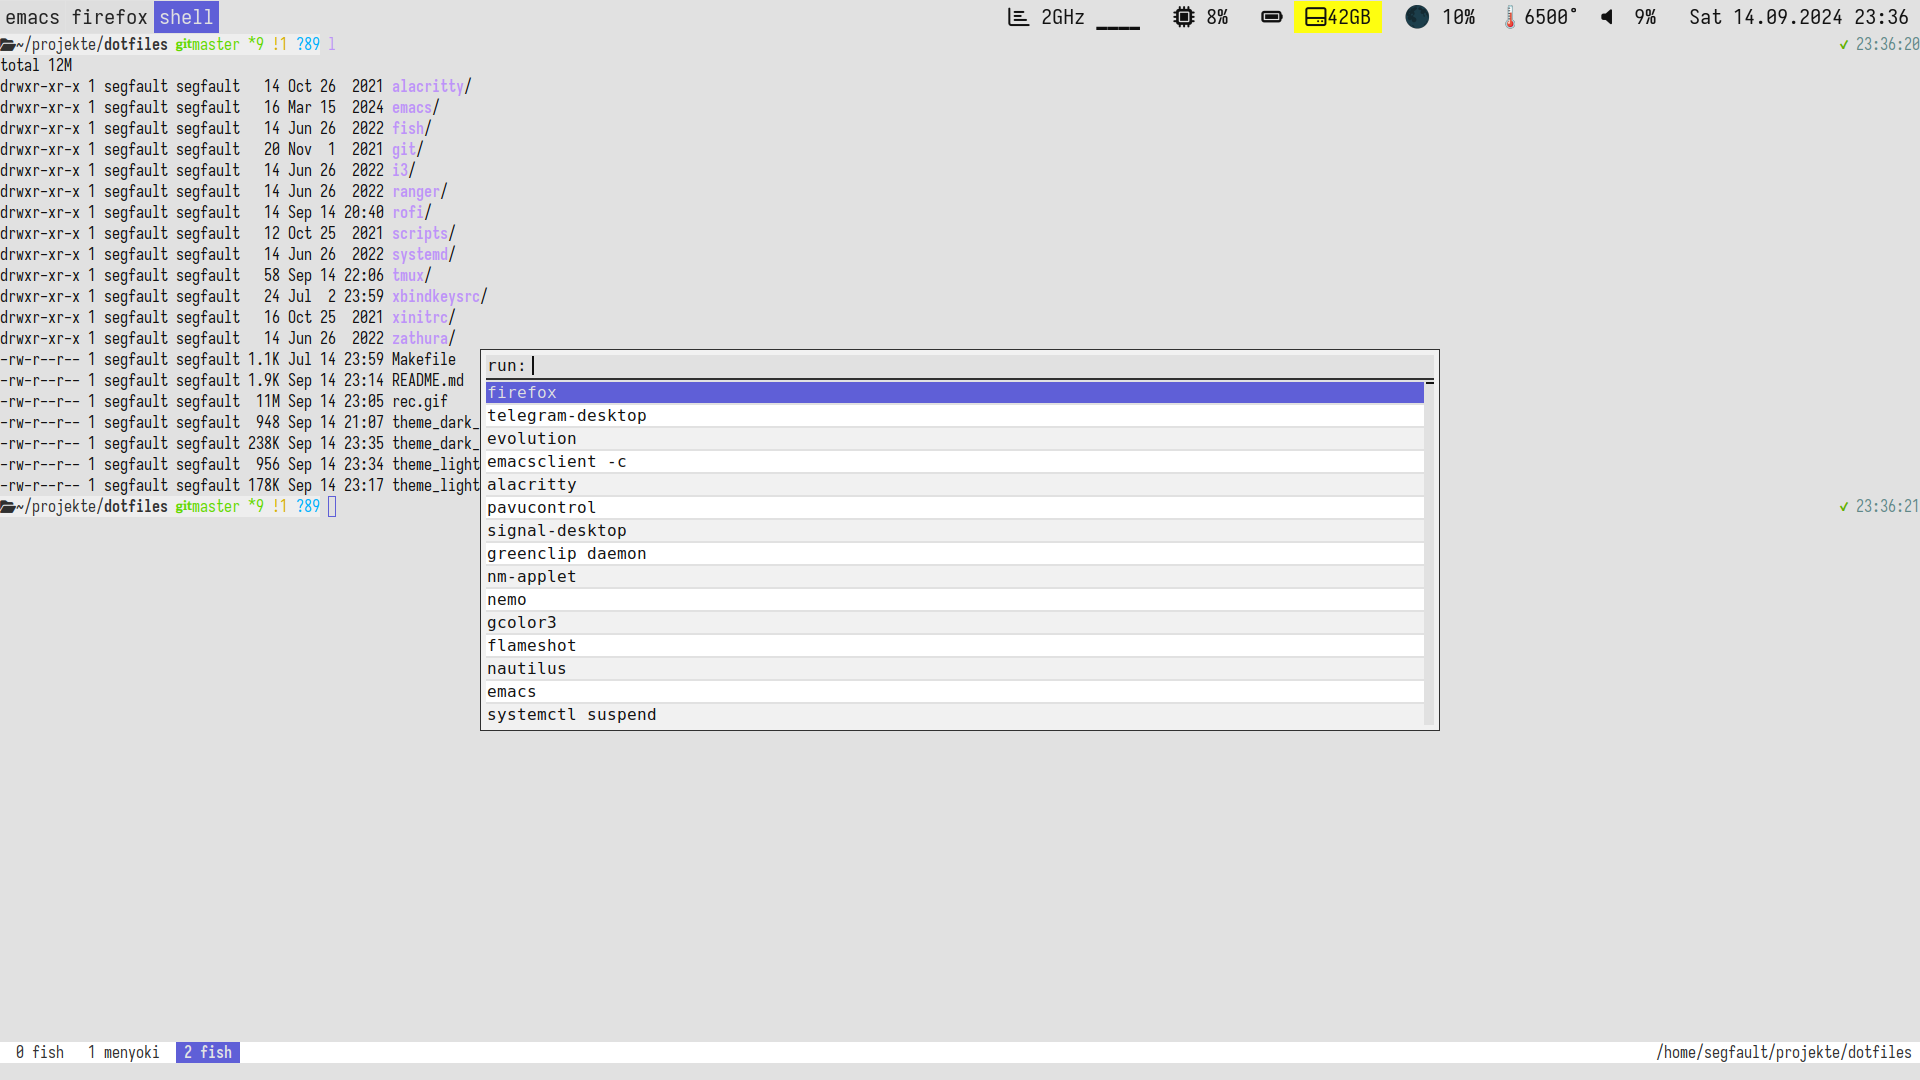 emacs firefox shell 2GHz ____ 8% 42GB 10% 6500° 9% Sat 14.09.2024 23:36
~/projekte/dotfiles gitmaster *9 !1 ?89 l ✔ 23:36:20
total 12M
drwxr-xr-x 1 segfault segfault 14 Oct 26 2021 alacritty/
drwxr-xr-x 1 segfault segfault 16 Mar 15 2024 emacs/
drwxr-xr-x 1 segfault segfault 14 Jun 26 2022 fish/
drwxr-xr-x 1 segfault segfault 20 Nov 1 2021 git/
drwxr-xr-x 1 segfault segfault 14 Jun 26 2022 i3/
drwxr-xr-x 1 segfault segfault 14 Jun 26 2022 ranger/
drwxr-xr-x 1 segfault segfault 14 Sep 14 20:40 rofi/
drwxr-xr-x 1 segfault segfault 12 Oct 25 2021 scripts/
drwxr-xr-x 1 segfault segfault 14 Jun 26 2022 systemd/
drwxr-xr-x 1 segfault segfault 58 Sep 14 22:06 tmux/
drwxr-xr-x 1 segfault segfault 24 Jul 2 23:59 xbindkeysrc/
drwxr-xr-x 1 segfault segfault 16 Oct 25 2021 xinitrc/
drwxr-xr-x 1 segfault segfault 14 Jun 26 2022 zathura/
-rw-r--r-- 1 segfault segfault 1.1K Jul 14 23:59 Makefile
-rw-r--r-- 1 segfault segfault 1.9K Sep 14 23:14 README.md
-rw-r--r-- 1 segfault segfault 11M Sep 14 23:05 rec.gif
-rw-r--r-- 1 segfault segfault 948 Sep 14 21:07 theme_dark_
-rw-r--r-- 1 segfault segfault 238K Sep 14 23:35 theme_dark_
-rw-r--r-- 1 segfault segfault 956 Sep 14 23:34 theme_light
-rw-r--r-- 1 segfault segfault 178K Sep 14 23:17 theme_light
~/projekte/dotfiles gitmaster *9 !1 ?89 ✔ 23:36:21
run:
firefox
telegram-desktop
evolution
emacsclient -c
alacritty
pavucontrol
signal-desktop
greenclip daemon
nm-applet
nemo
gcolor3
flameshot
nautilus
emacs
systemctl suspend
0 fish 1 menyoki 2 fish /home/segfault/projekte/dotfiles